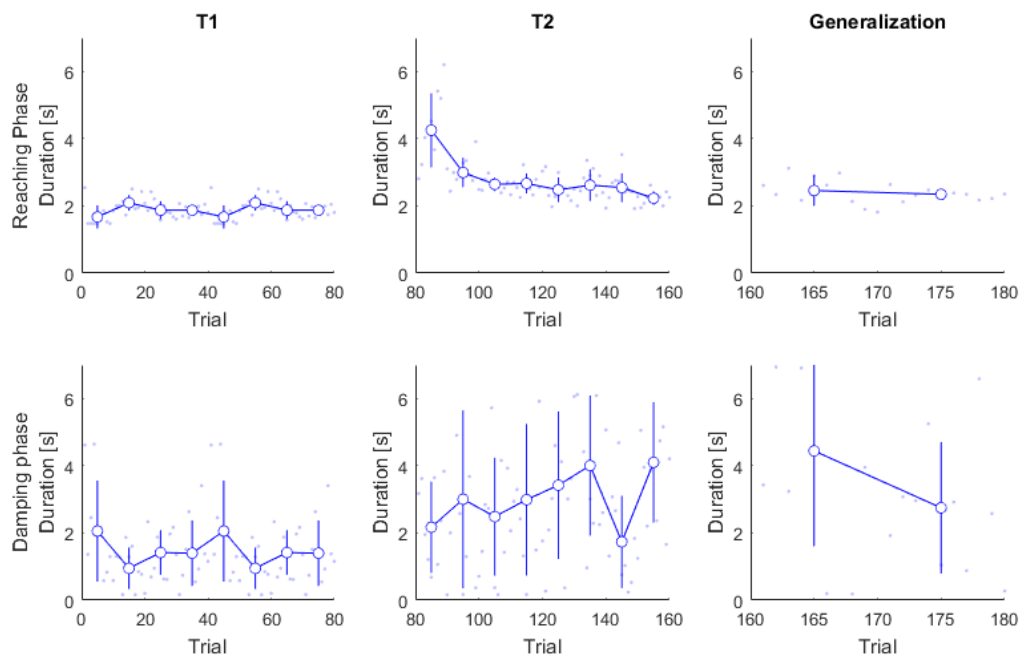 T1
T2
Generalization
Reaching Phase
Duration [s]
0
2
4
6
0 20 40 60 80
Trial
Duration [s]
0
2
4
6
80 100 120 140 160
Trial
Duration [s]
0
2
4
6
160 165 170 175 180
Trial
Damping phase
Duration [s]
0
2
4
6
0 20 40 60 80
Trial
Duration [s]
0
2
4
6
80 100 120 140 160
Trial
Duration [s]
0
2
4
6
160 165 171 175 180
Trial